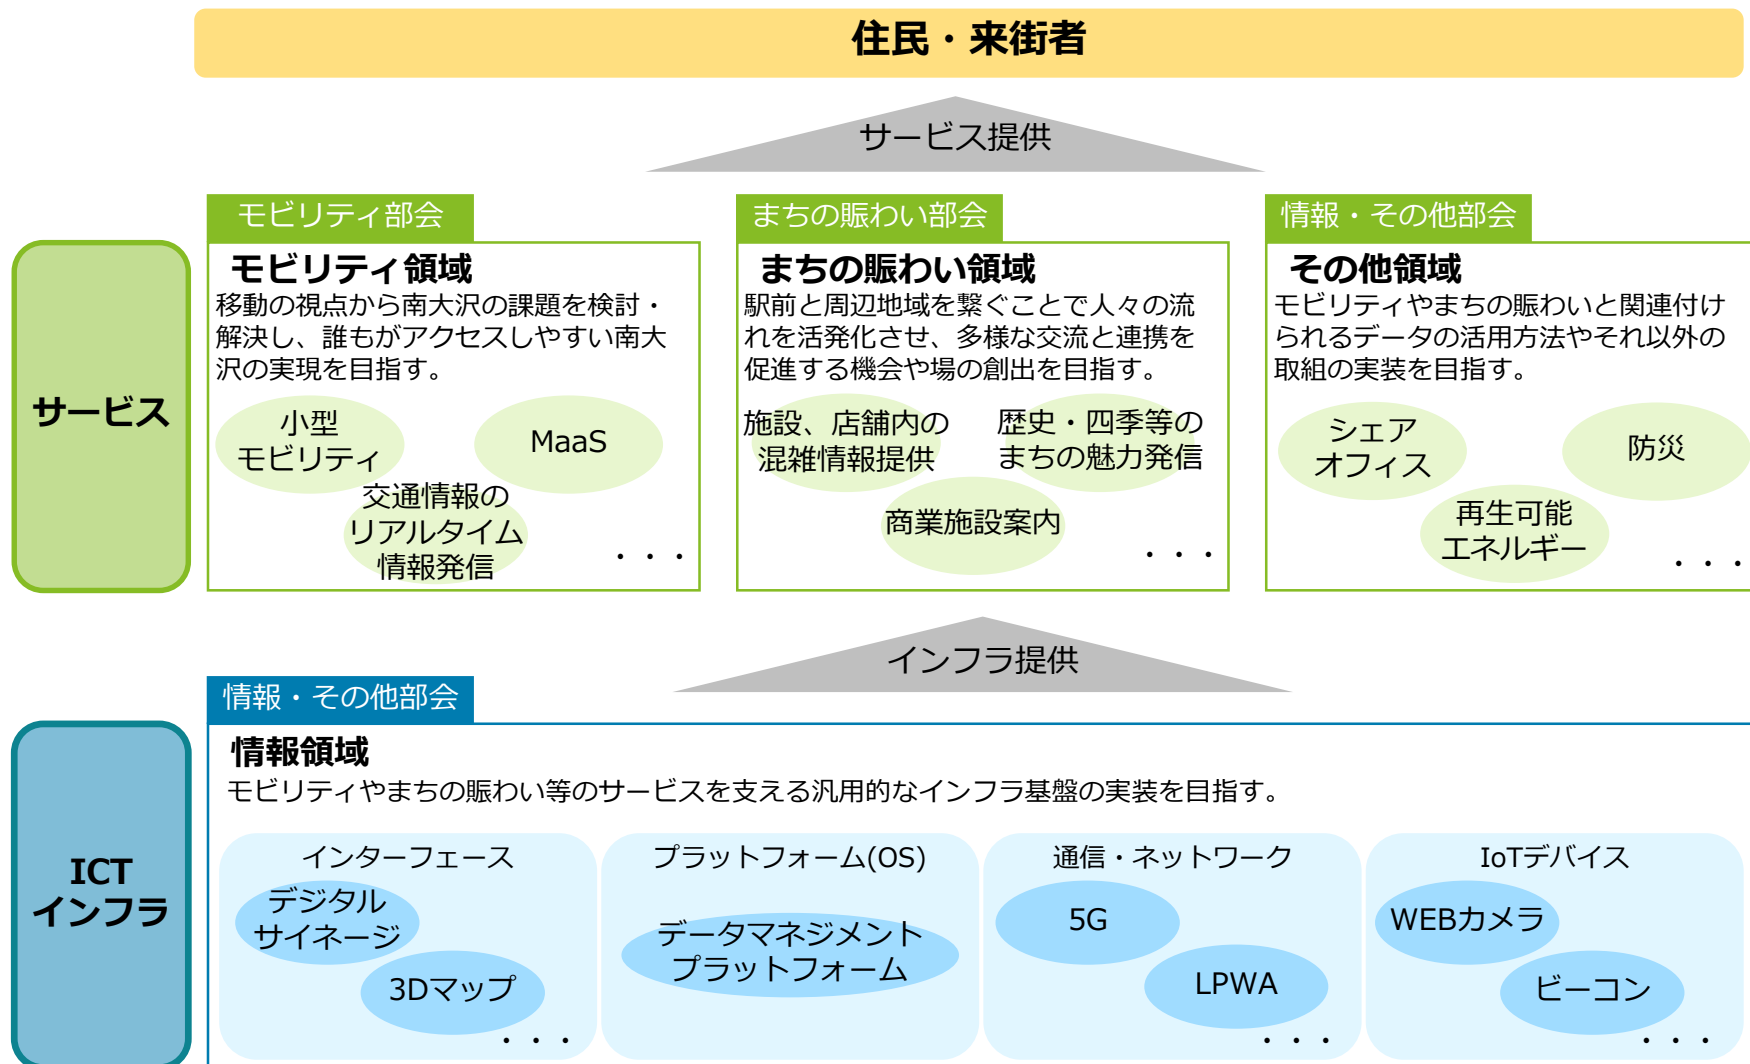 住民・来街者
サービス提供
サービス
モビリティ部会
モビリティ領域
移動の視点から南大沢の課題を検討・
解決し、誰もがアクセスしやすい南大
沢の実現を目指す。
小型
モビリティ
MaaS
交通情報の
リアルタイム
情報発信
・・・
まちの賑わい部会
まちの賑わい領域
駅前と周辺地域を繋ぐことで人々の流
れを活発化させ、多様な交流と連携を
促進する機会や場の創出を目指す。
施設、店舗内の
混雑情報提供
歴史・四季等の
まちの魅力発信
商業施設案内
・・・
情報・その他部会
その他領域
モビリティやまちの賑わいと関連付け
られるデータの活用方法やそれ以外の
取組の実装を目指す。
シェア
オフィス
防災
再生可能
エネルギー
・・・
インフラ提供
ICT
インフラ
情報・その他部会
情報領域
モビリティやまちの賑わい等のサービスを支える汎用的なインフラ基盤の実装を目指す。
インターフェース
デジタル
サイネージ
3Dマップ
・・・
プラットフォーム(OS)
データマネジメント
プラットフォーム
通信・ネットワーク
5G
LPWA
・・・
IoTデバイス
WEBカメラ
ビーコン
・・・